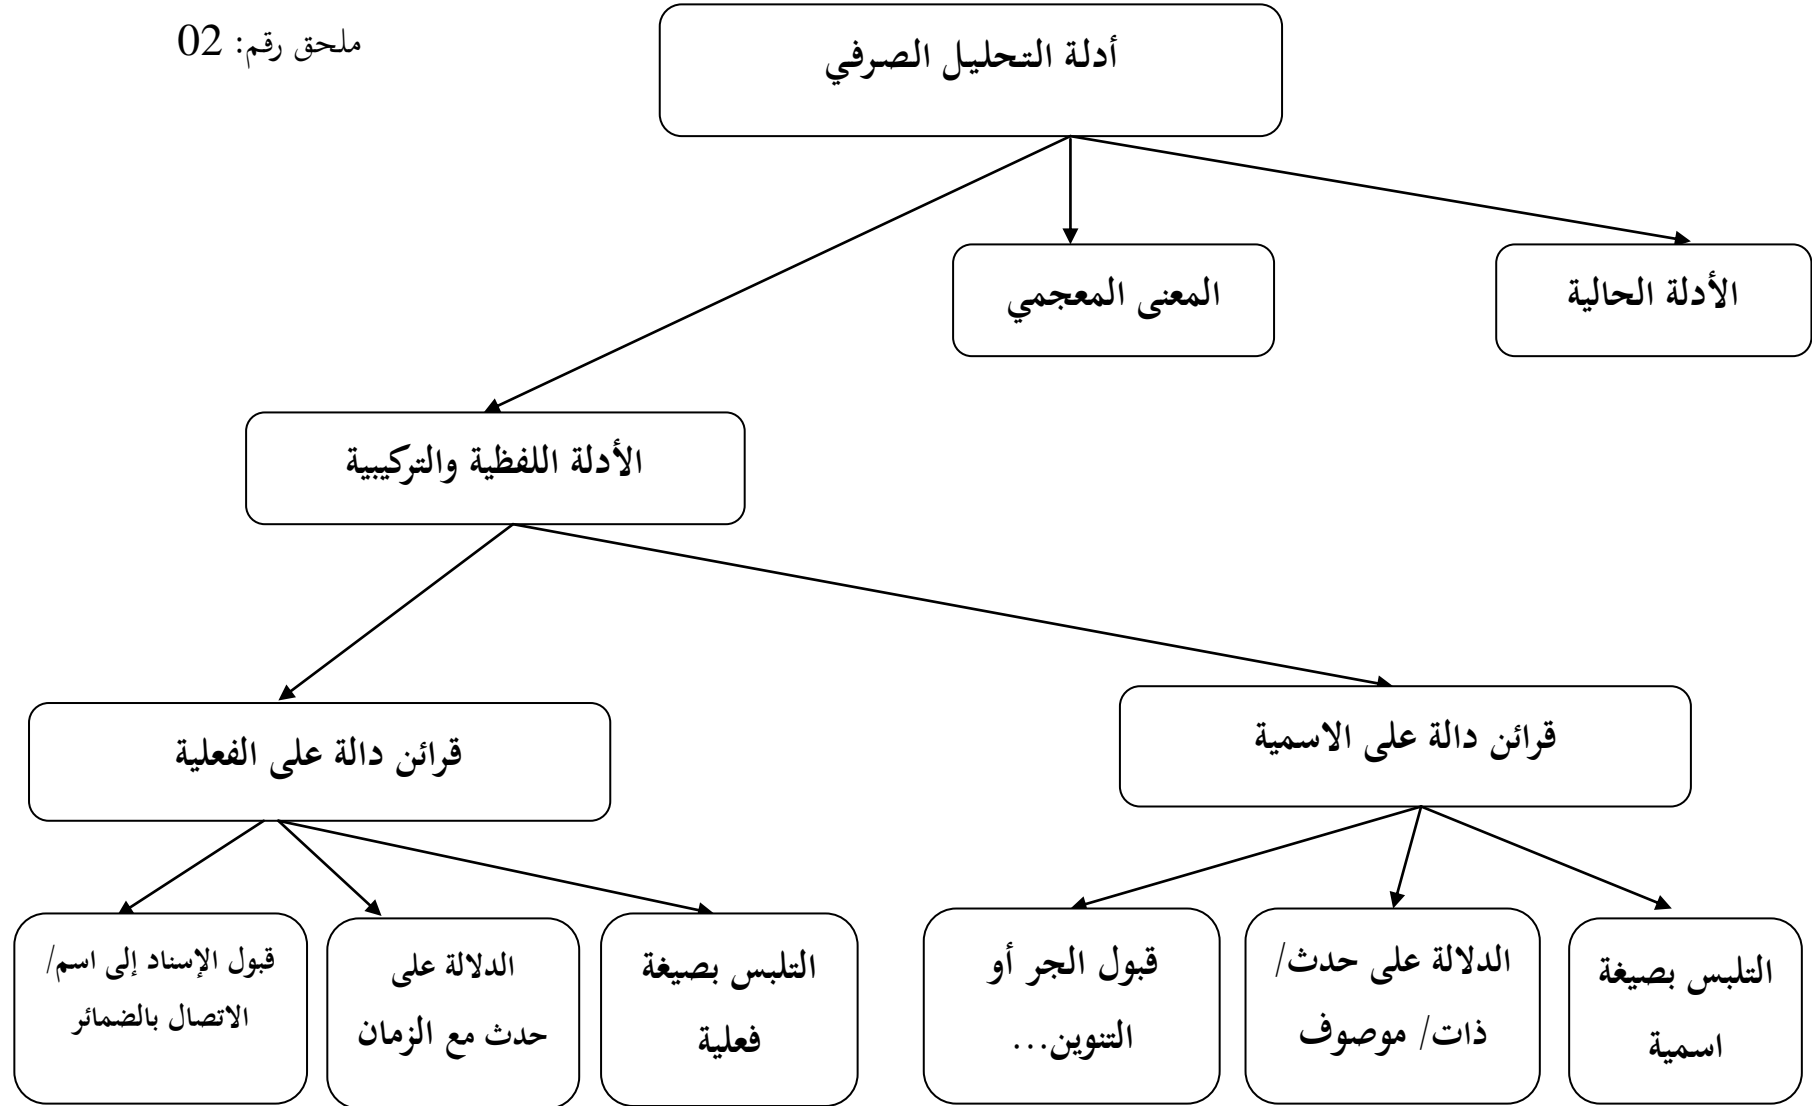 ملحق رقم: 02
أدلة التحليل الصرفي
الأدلة الحالية
المعنى المعجمي
الأدلة اللفظية والتركيبية
قرائن دالة على الاسمية
قرائن دالة على الفعلية
التلبس بصيغة
اسمية
الدلالة على حدث/
ذات/ موصوف
قبول الجر أو
التنوين...
التلبس بصيغة
فعلية
الدلالة على
حدث مع الزمان
قبول الإسناد إلى اسم/
الاتصال بالضمائر